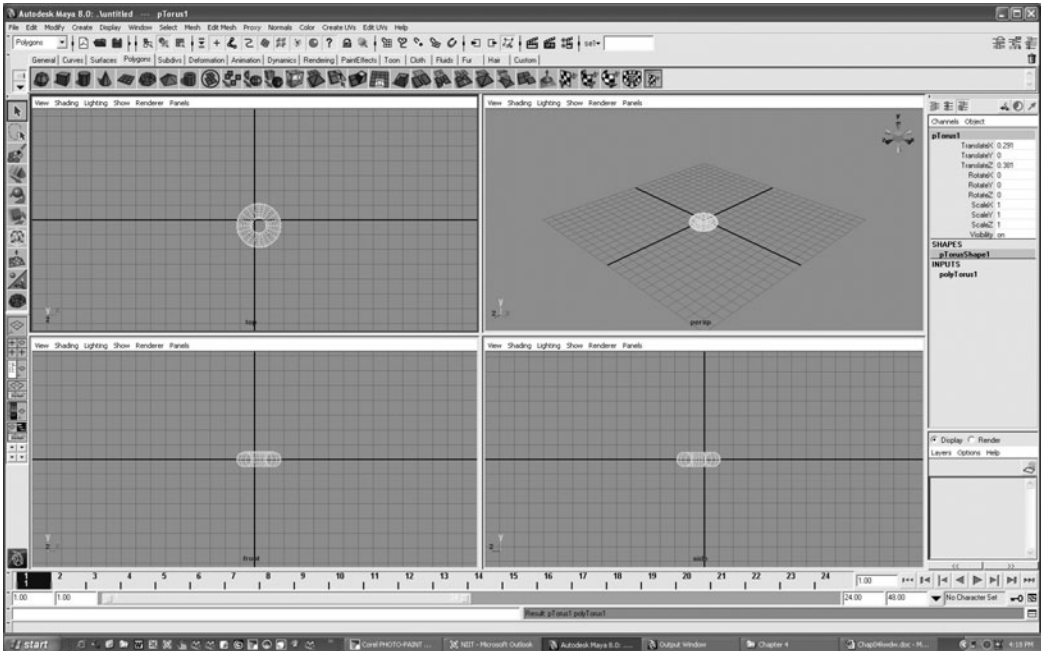 Autodesk Maya 8.0: .\untitled --- pTorus1
File Edit Modify Create Display Window Select Mesh Edit Mesh Proxy Normals Color Create UVs Edit UVs Help
Polygons
sel-
General Curves Surfaces Polygons Subdivs Deformation Animation Dynamics Rendering PaintEffects Toon Cloth Fluids Fur Hair Custom
View Shading Lighting Show Renderer Panels
top
View Shading Lighting Show Renderer Panels
persp
View Shading Lighting Show Renderer Panels
front
View Shading Lighting Show Renderer Panels
side
Channels Object
pTorus1
TranslateX 0.291
TranslateY 0
TranslateZ 0.381
RotateX 0
RotateY 0
RotateZ 0
ScaleX 1
ScaleY 1
ScaleZ 1
Visibility on
SHAPES
pTorusShape1
INPUTS
polyTorus1
Display Render
Layers Options Help
1 2 3 4 5 6 7 8 9 10 11 12 13 14 15 16 17 18 19 20 21 22 23 24
1
1.00
1.00 1.00 24.00 48.00 No Character Set
Result: pTorus1 polyTorus1
start Corel PHOTO-PAINT ... NIIT - Microsoft Outlook Autodesk Maya 8.0: ... Output Window Chapter 4 4:18 PM